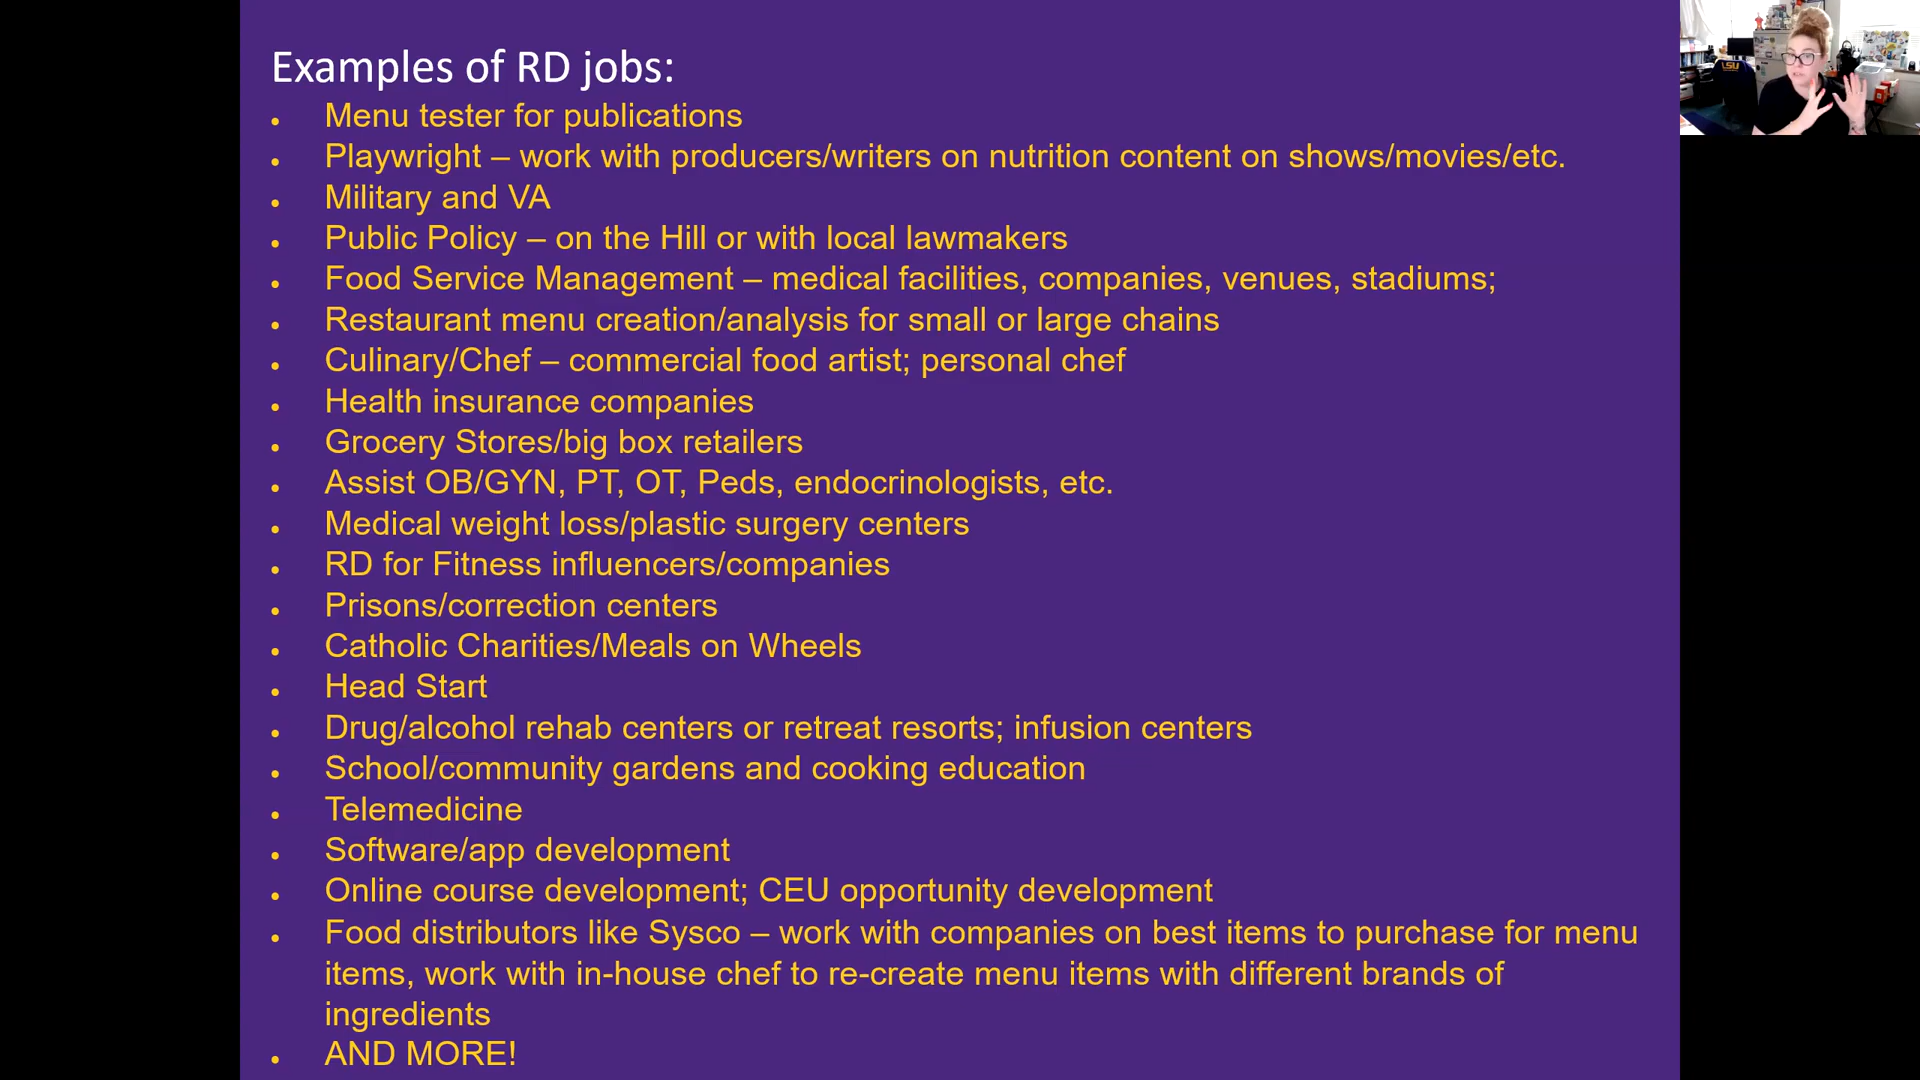 Examples of RD jobs:
• Menu tester for publications
• Playwright – work with producers/writers on nutrition content on shows/movies/etc.
• Military and VA
• Public Policy – on the Hill or with local lawmakers
• Food Service Management – medical facilities, companies, venues, stadiums;
• Restaurant menu creation/analysis for small or large chains
• Culinary/Chef – commercial food artist; personal chef
• Health insurance companies
• Grocery Stores/big box retailers
• Assist OB/GYN, PT, OT, Peds, endocrinologists, etc.
• Medical weight loss/plastic surgery centers
• RD for Fitness influencers/companies
• Prisons/correction centers
• Catholic Charities/Meals on Wheels
• Head Start
• Drug/alcohol rehab centers or retreat resorts; infusion centers
• School/community gardens and cooking education
• Telemedicine
• Software/app development
• Online course development; CEU opportunity development
• Food distributors like Sysco – work with companies on best items to purchase for menu
items, work with in-house chef to re-create menu items with different brands of
ingredients
• AND MORE!
LSU